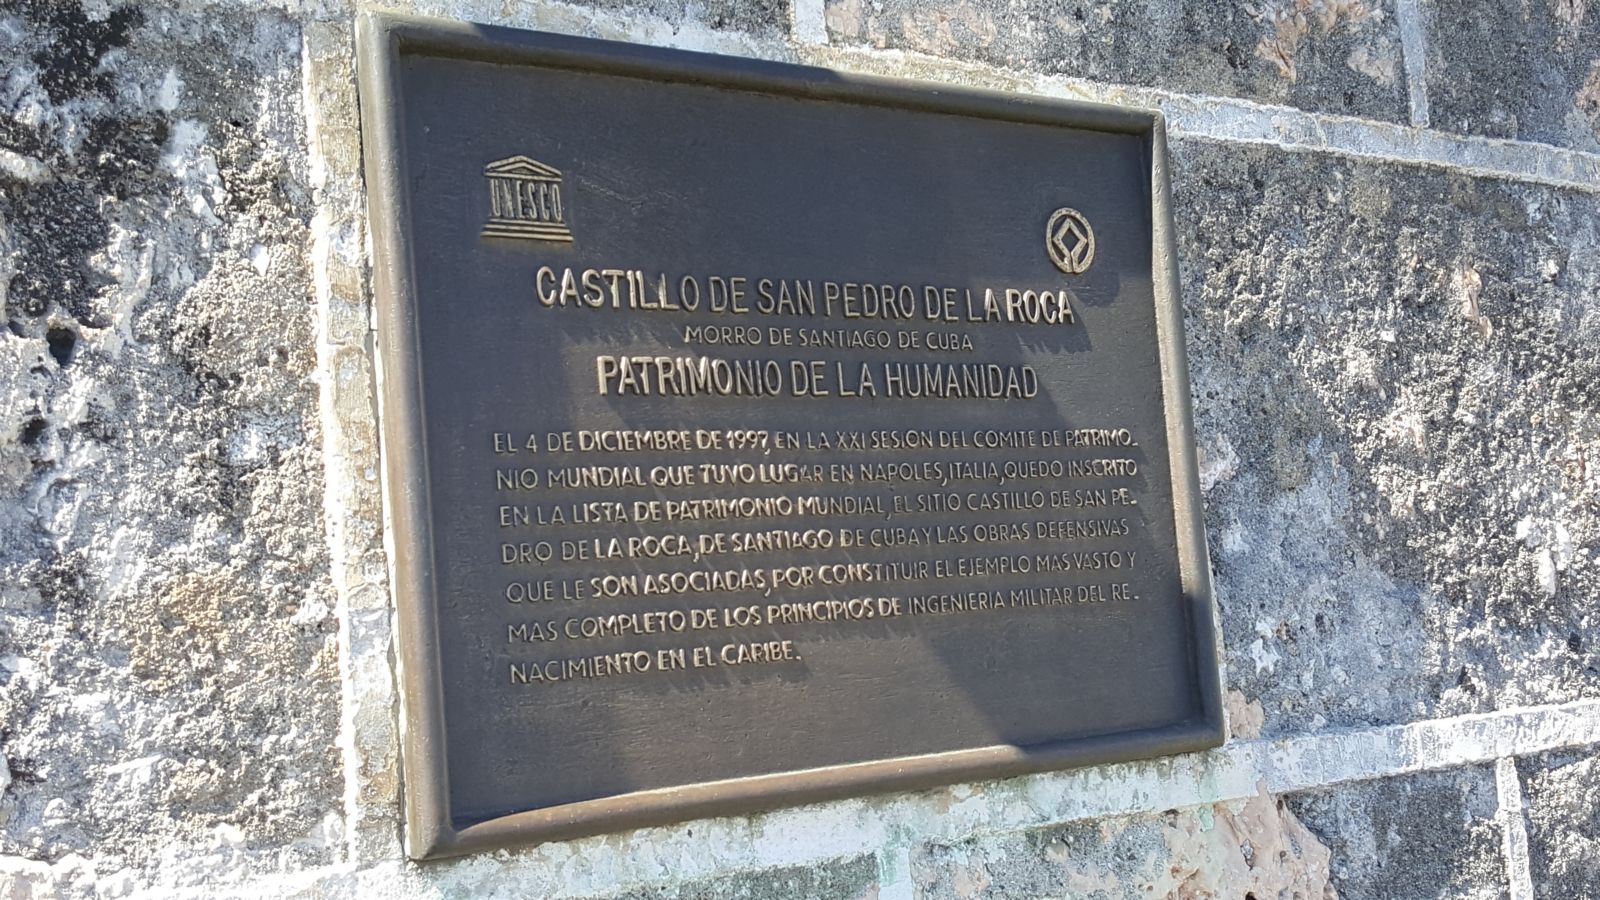 UNESCO
CASTILLO DE SAN PEDRO DE LA ROCA
MORRO DE SANTIAGO DE CUBA
PATRIMONIO DE LA HUMANIDAD
EL 4 DE DICIEMBRE DE 1997, EN LA XXI SESION DEL COMITE DE PATRIMO-
NIO MUNDIAL QUE TUVO LUGAR EN NAPOLES, ITALIA, QUEDO INSCRITO
EN LA LISTA DE PATRIMONIO MUNDIAL, EL SITIO CASTILLO DE SAN PE-
DRO DE LA ROCA, DE SANTIAGO DE CUBA Y LAS OBRAS DEFENSIVAS
QUE LE SON ASOCIADAS, POR CONSTITUIR EL EJEMPLO MAS VASTO Y
MAS COMPLETO DE LOS PRINCIPIOS DE INGENIERIA MILITAR DEL RE-
NACIMIENTO EN EL CARIBE.